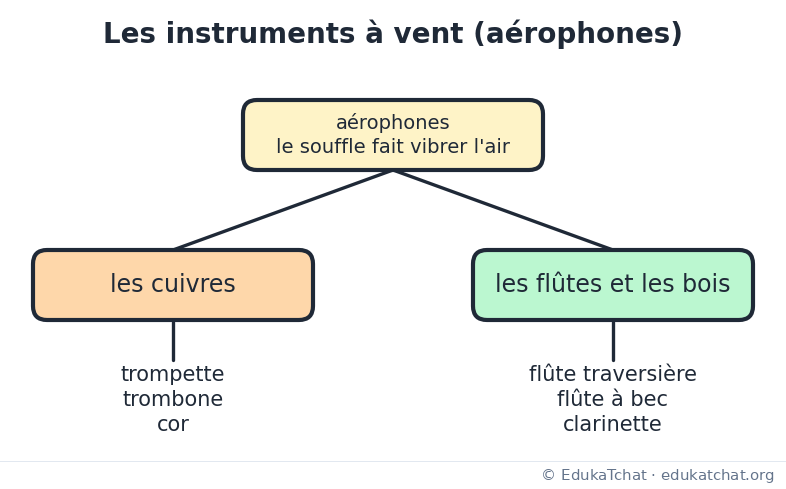 Les instruments à vent (aérophones)
aérophones
le souffle fait vibrer l'air
les cuivres
les flûtes et les bois
trompette
trombone
cor
flûte traversière
flûte à bec
clarinette
© EdukaTchat · edukatchat.org